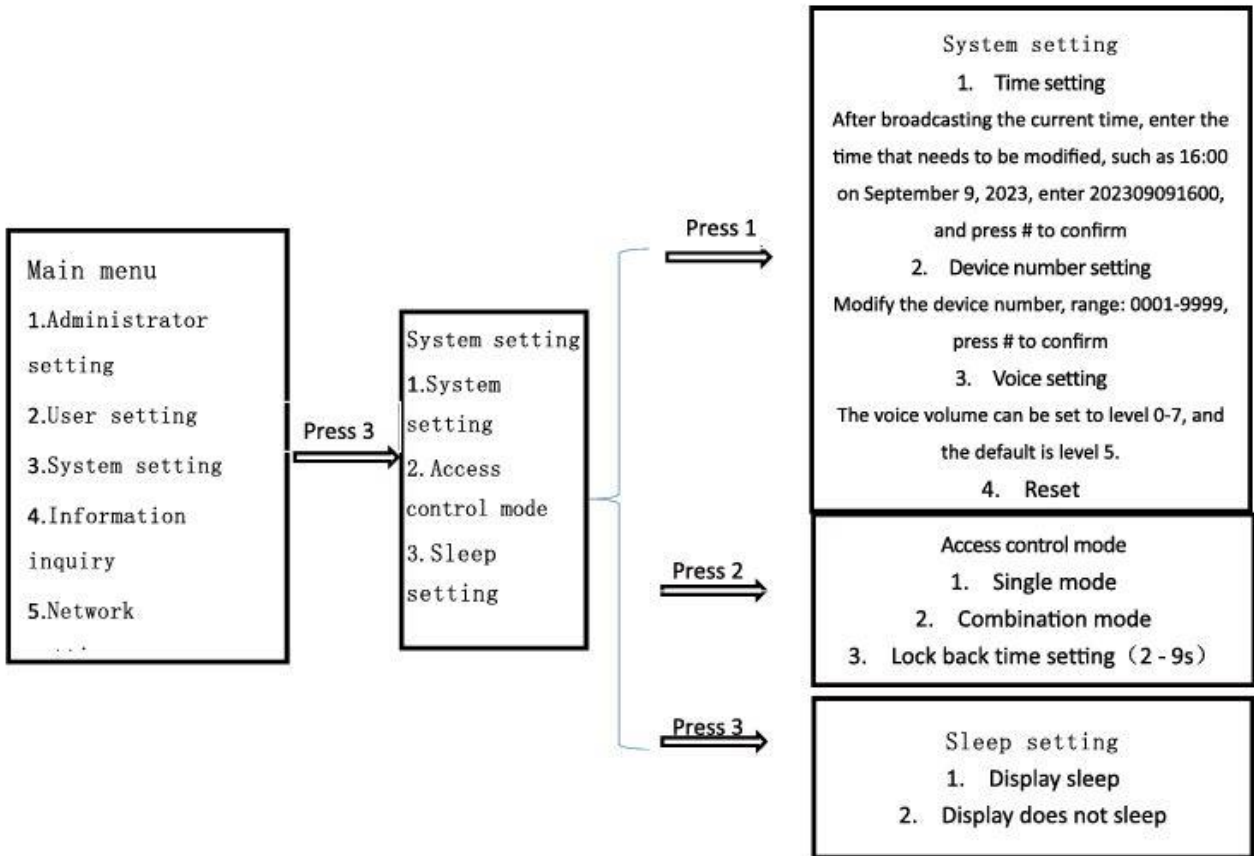 Main menu
1.Administrator
setting
2.User setting
3.System setting
4.Information
inquiry
5.Network
Press 3
System setting
1.System
setting
2.Access
control mode
3.Sleep
setting
Press 1
System setting
1. Time setting
After broadcasting the current time, enter the
time that needs to be modified, such as 16:00
on September 9, 2023, enter 202309091600,
and press # to confirm
2. Device number setting
Modify the device number, range: 0001-9999,
press # to confirm
3. Voice setting
The voice volume can be set to level 0-7, and
the default is level 5.
4. Reset
Press 2
Access control mode
1. Single mode
2. Combination mode
3. Lock back time setting（2 - 9s）
Press 3
Sleep setting
1. Display sleep
2. Display does not sleep